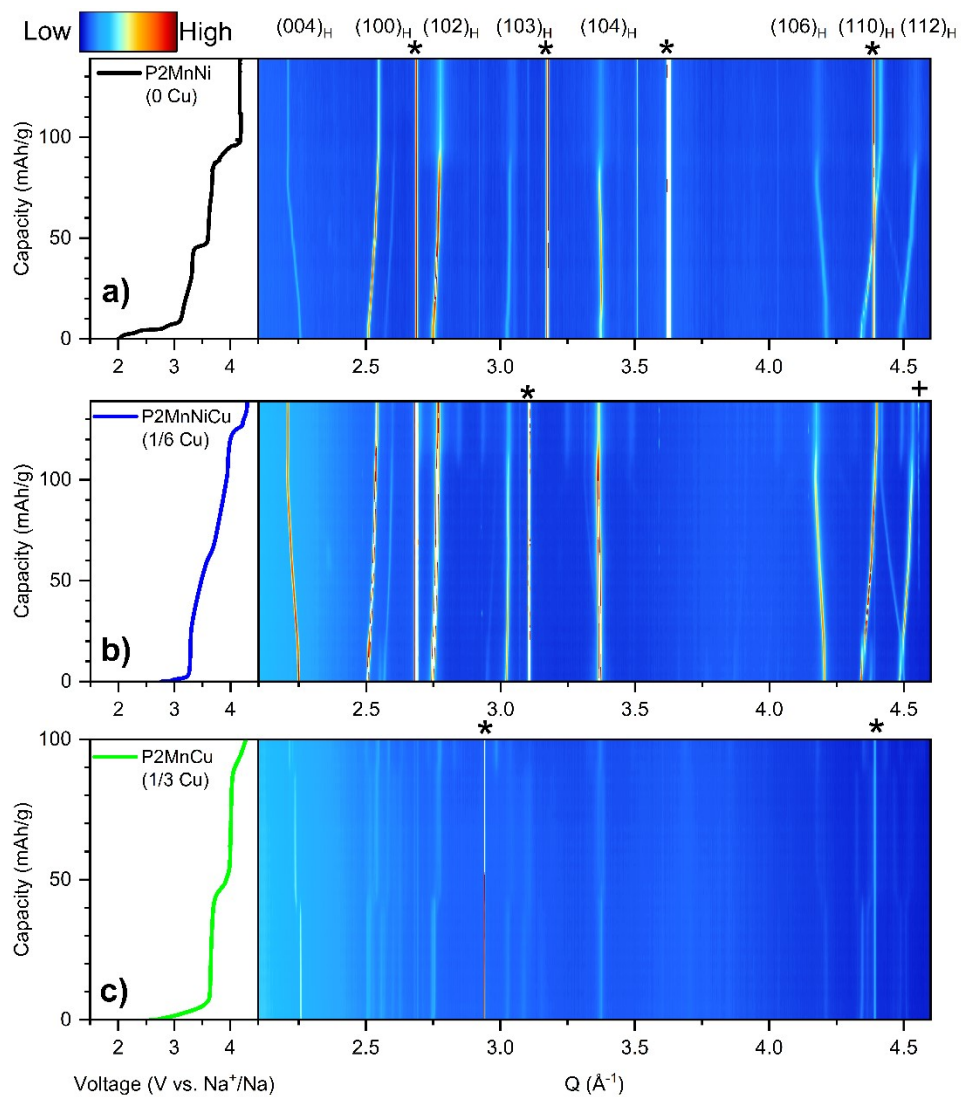 Low High (004)H (100)H (102)H (103)H (104)H (106)H (110)H (112)H
* * * *
P2MnNi
(0 Cu)
Capacity (mAh/g)
100
50
0
a)
2 3 4 2.5 3.0 3.5 4.0 4.5
* +
P2MnNiCu
(1/6 Cu)
Capacity (mAh/g)
100
50
0
b)
2 3 4 2.5 3.0 3.5 4.0 4.5
* *
P2MnCu
(1/3 Cu)
Capacity (mAh/g)
100
50
0
c)
2 3 4 2.5 3.0 3.5 4.0 4.5
Voltage (V vs. Na⁺/Na) Q (Å⁻¹)